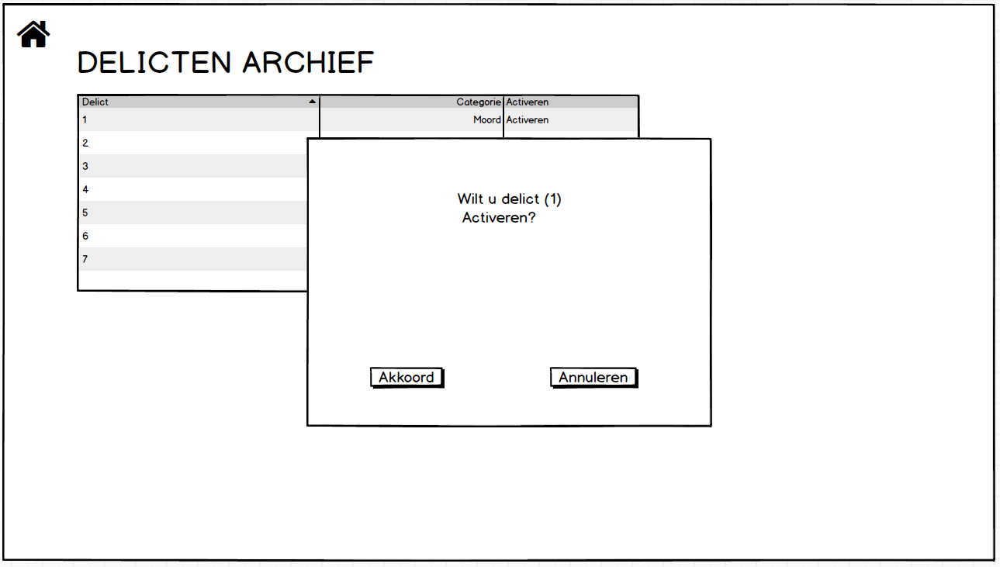 DELICTEN ARCHIEF
Delict Categorie Activeren
1 Moord Activeren
2
3
4
5
6
7
Wilt u delict (1)
Activeren?
Akkoord Annuleren